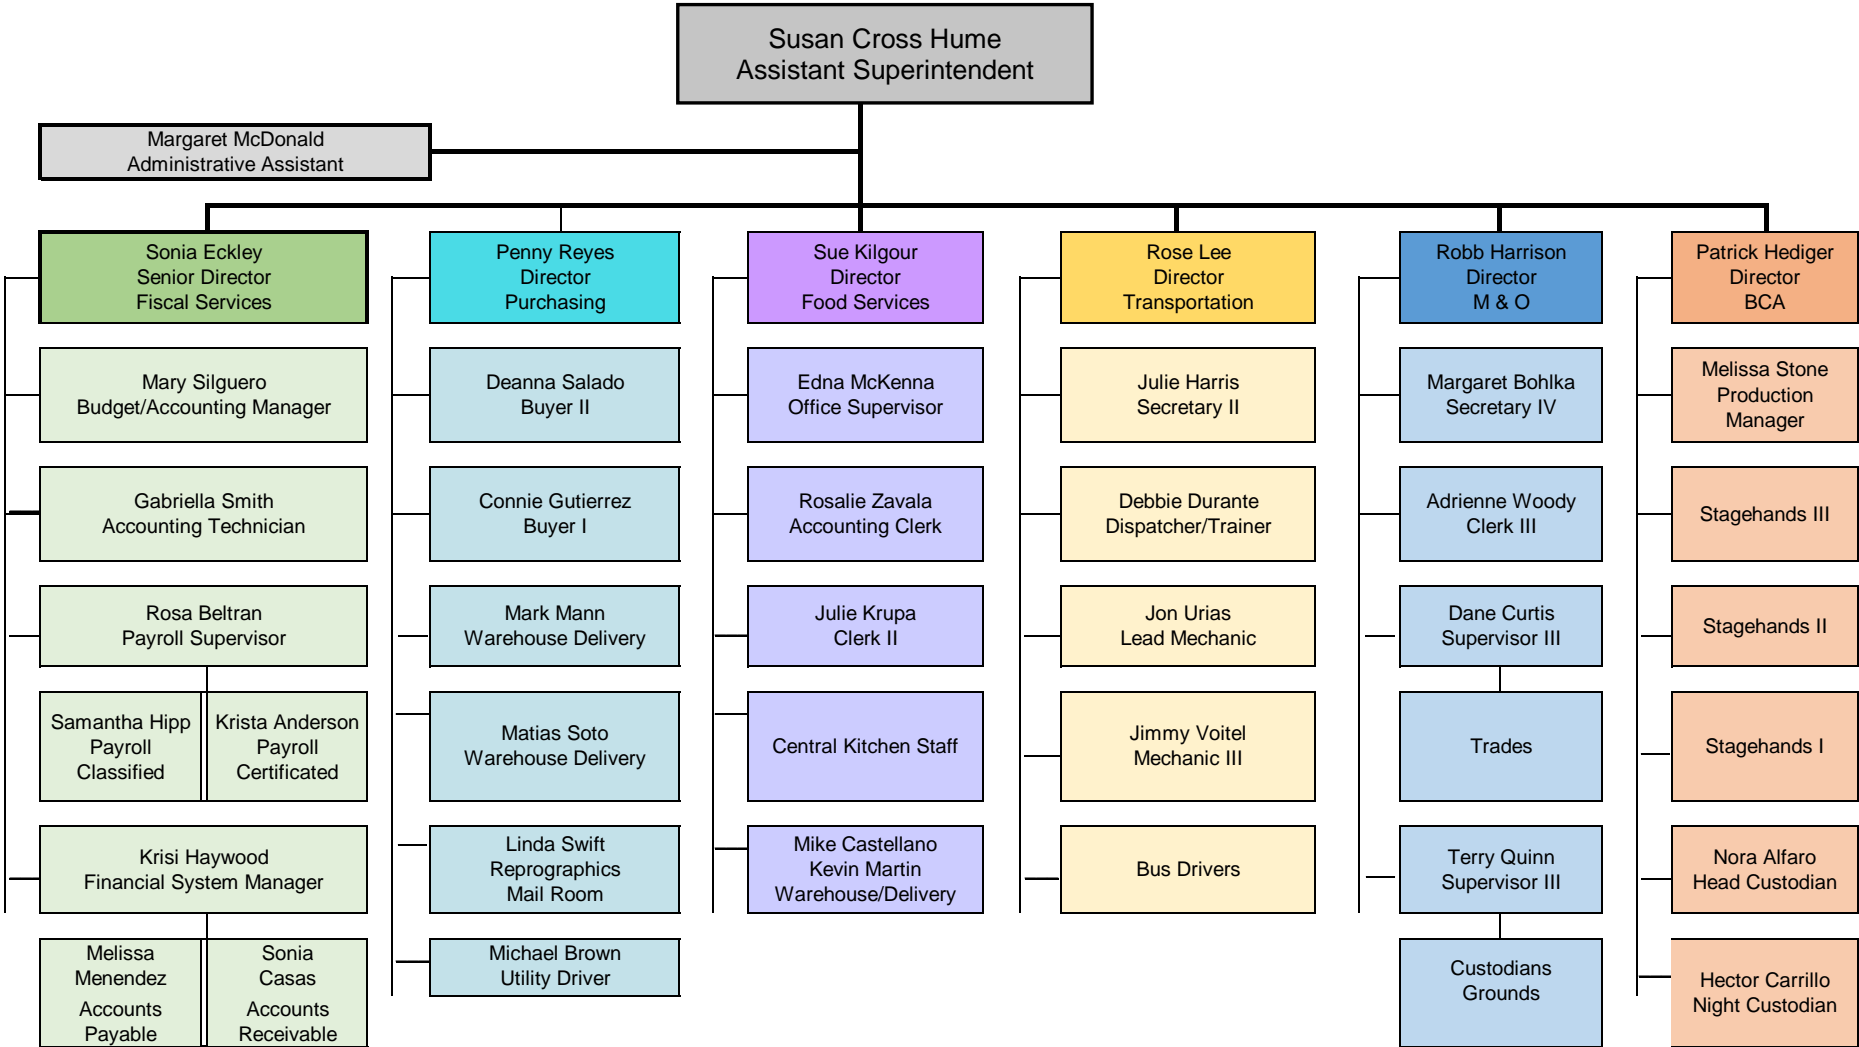 Susan Cross Hume
Assistant Superintendent
Margaret McDonald
Administrative Assistant
Sonia Eckley
Senior Director
Fiscal Services
Penny Reyes
Director
Purchasing
Sue Kilgour
Director
Food Services
Rose Lee
Director
Transportation
Robb Harrison
Director
M & O
Patrick Hediger
Director
BCA
Mary Silguero
Budget/Accounting Manager
Deanna Salado
Buyer II
Edna McKenna
Office Supervisor
Julie Harris
Secretary II
Margaret Bohlka
Secretary IV
Melissa Stone
Production
Manager
Gabriella Smith
Accounting Technician
Connie Gutierrez
Buyer I
Rosalie Zavala
Accounting Clerk
Debbie Durante
Dispatcher/Trainer
Adrienne Woody
Clerk III
Stagehands III
Rosa Beltran
Payroll Supervisor
Mark Mann
Warehouse Delivery
Julie Krupa
Clerk II
Jon Urias
Lead Mechanic
Dane Curtis
Supervisor III
Stagehands II
Samantha Hipp
Payroll
Classified
Krista Anderson
Payroll
Certificated
Matias Soto
Warehouse Delivery
Central Kitchen Staff
Jimmy Voitel
Mechanic III
Trades
Stagehands I
Krisi Haywood
Financial System Manager
Linda Swift
Reprographics
Mail Room
Mike Castellano
Kevin Martin
Warehouse/Delivery
Bus Drivers
Terry Quinn
Supervisor III
Nora Alfaro
Head Custodian
Melissa
Menendez
Accounts
Payable
Sonia
Casas
Accounts
Receivable
Michael Brown
Utility Driver
Custodians
Grounds
Hector Carrillo
Night Custodian